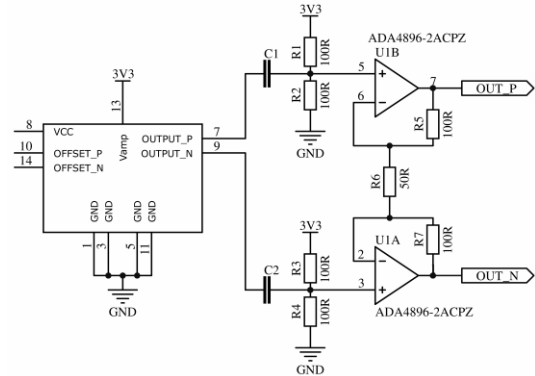 3V3
ADA4896-2ACPZ
U1B
R1
100R
C1
3V3
13
5
+
7
OUT_P
8
VCC
7
R2
100R
6
−
R5
100R
10
OFFSET_P
Vamp
OUTPUT_P
14
OFFSET_N
OUTPUT_N
9
GND
R6
50R
GND
GND
GND
GND
1
3
5
11
3V3
U1A
R7
100R
C2
R3
100R
2
−
1
OUT_N
3
+
R4
100R
GND
ADA4896-2ACPZ
GND